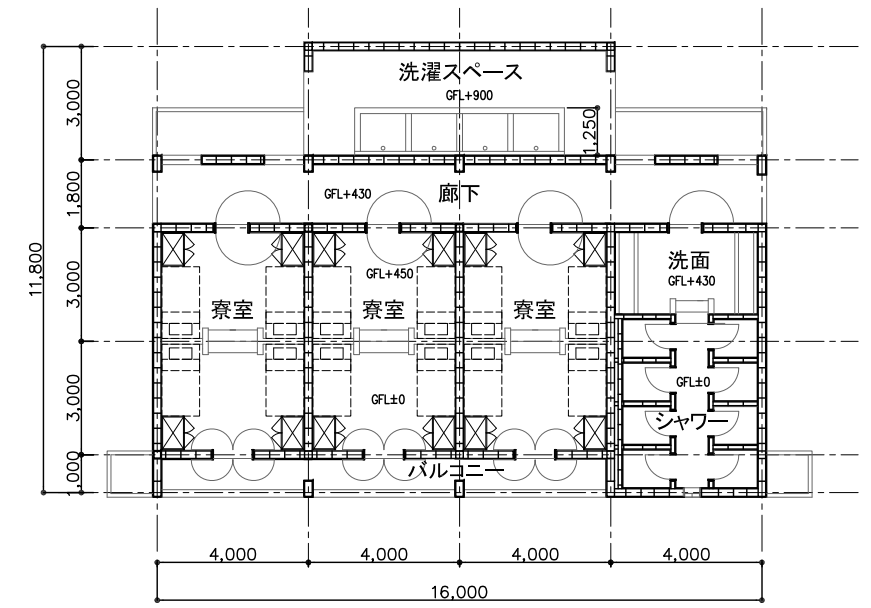 洗濯スペース
GFL+900
1,250
3,000
1,800
3,000
3,000
1,000
11,800
GFL+430
廊下
GFL+450
洗面
GFL+430
寮室
寮室
寮室
GFL±0
GFL±0
シャワー
バルコニー
4,000
4,000
4,000
4,000
16,000